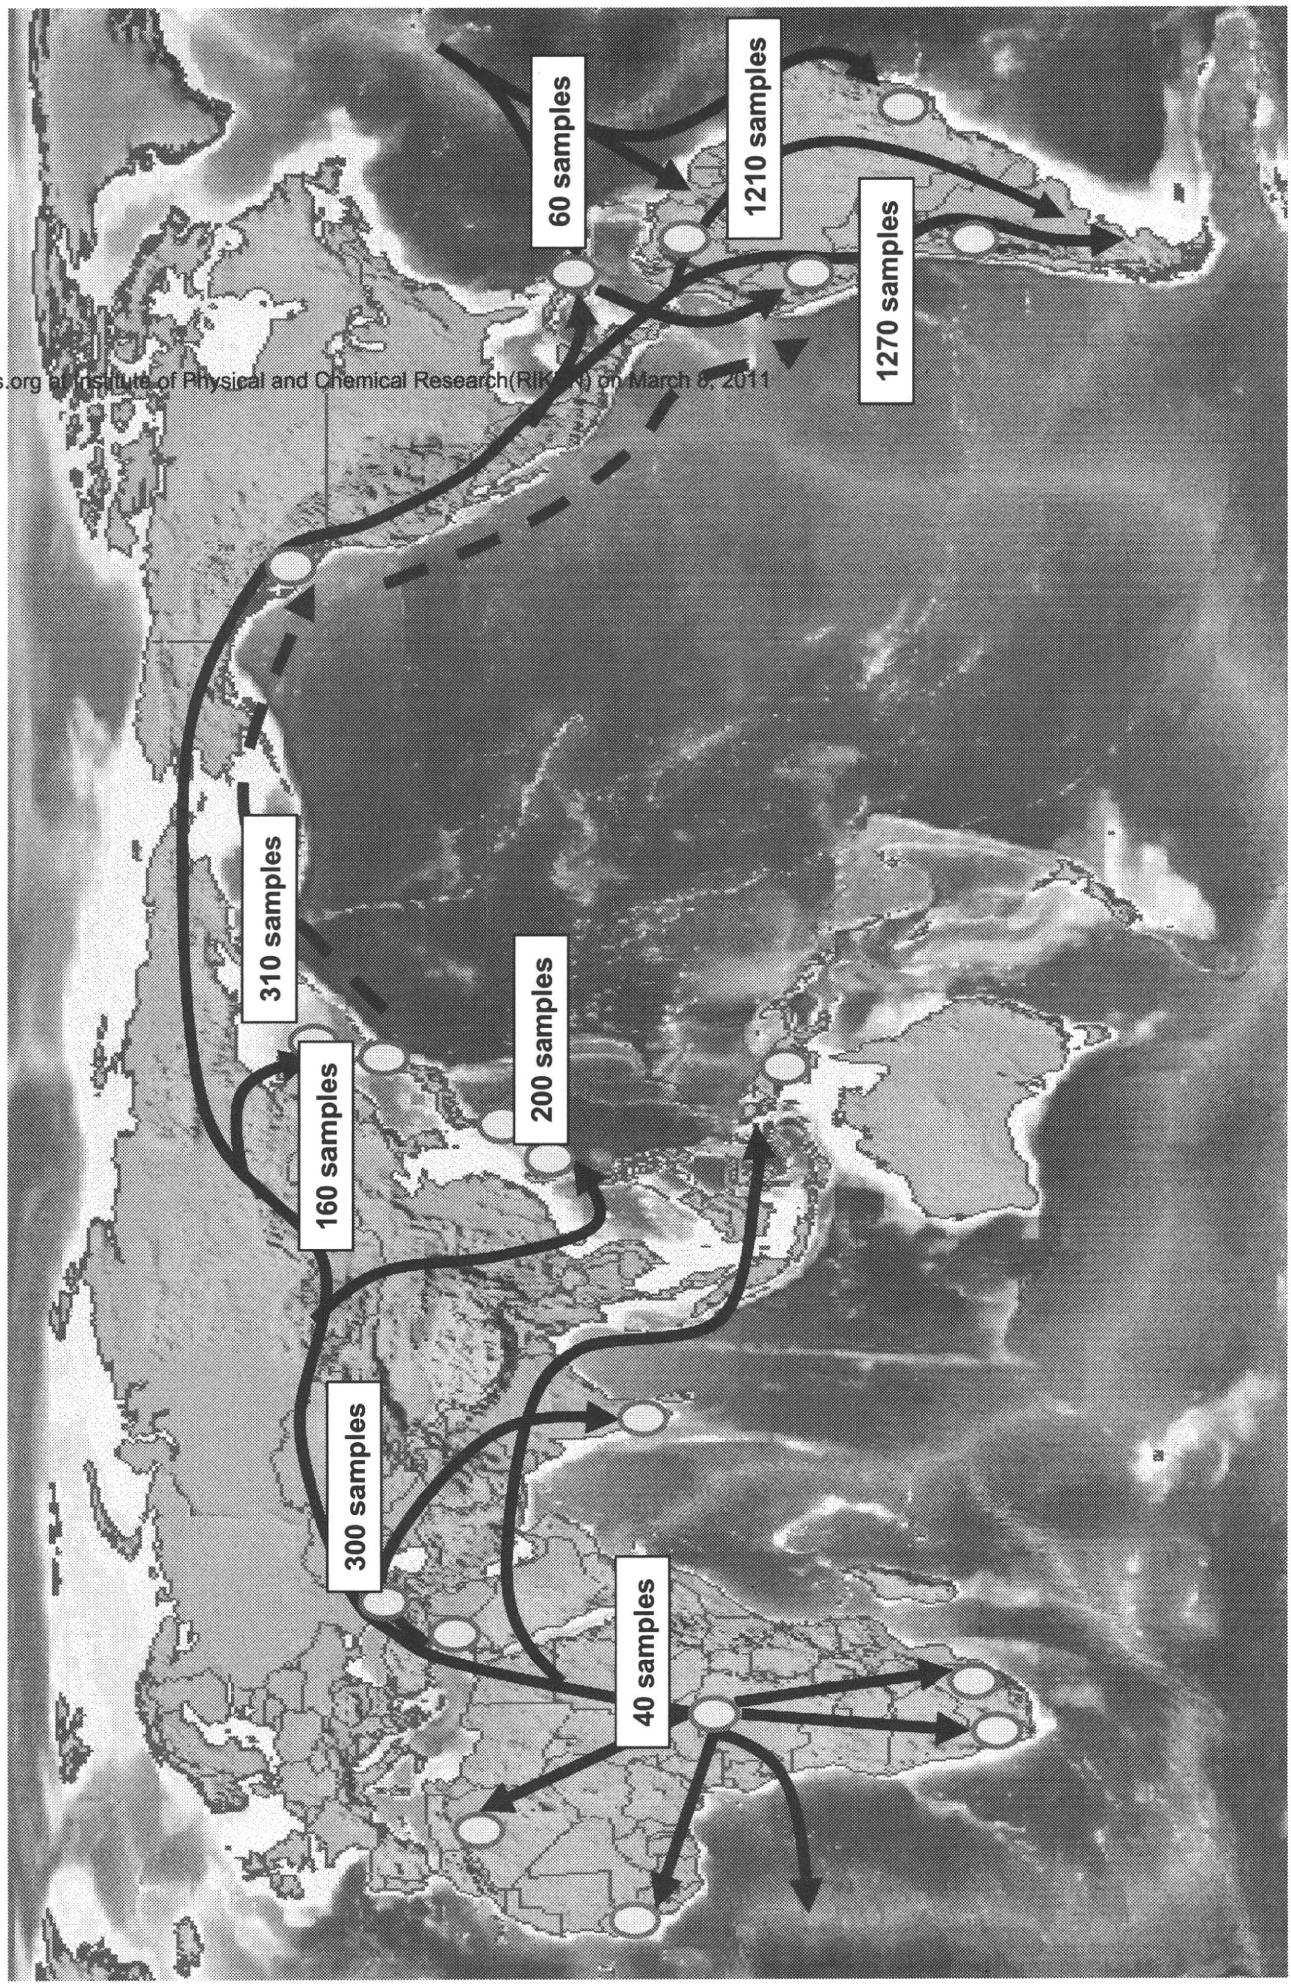 s.org at Institute of Physical and Chemical Research(RIKEN) on March 8, 2011
310 samples
160 samples
300 samples
200 samples
60 samples
40 samples
1210 samples
1270 samples